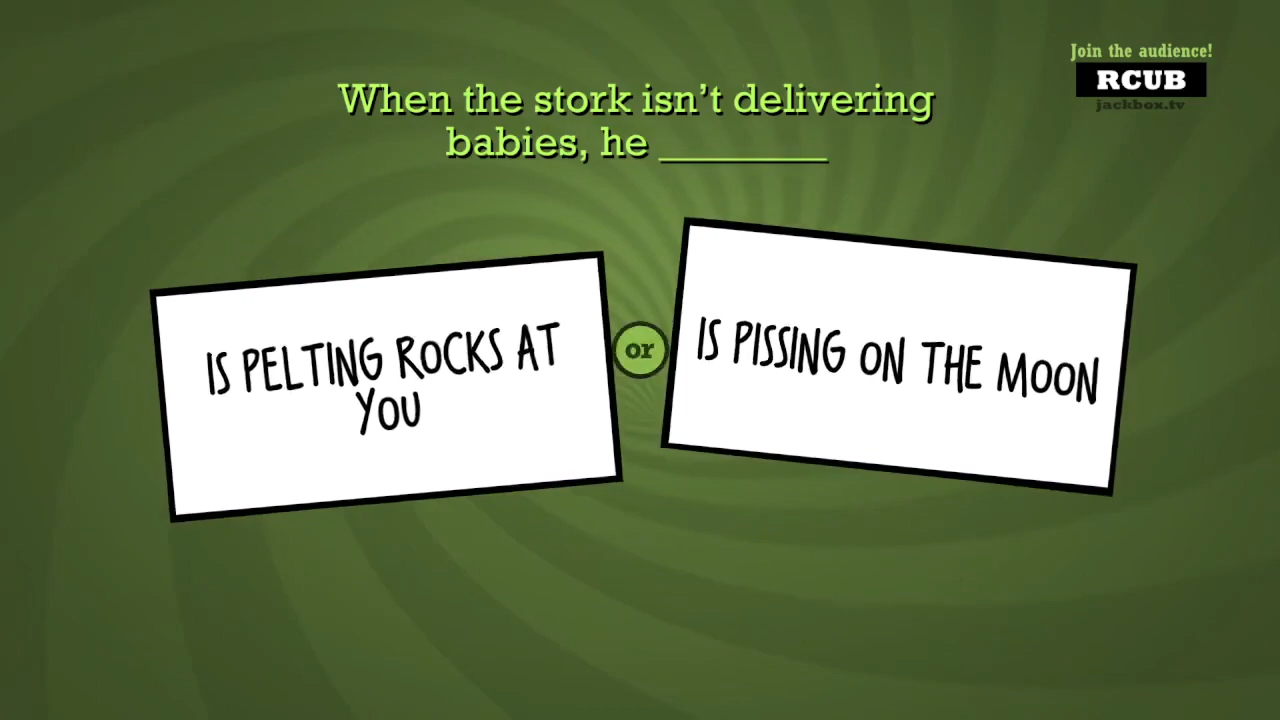 Join the audience!
RCUB
jackbox.tv
When the stork isn't delivering
babies, he ________
IS PELTING ROCKS AT
YOU
or
IS PISSING ON THE MOON